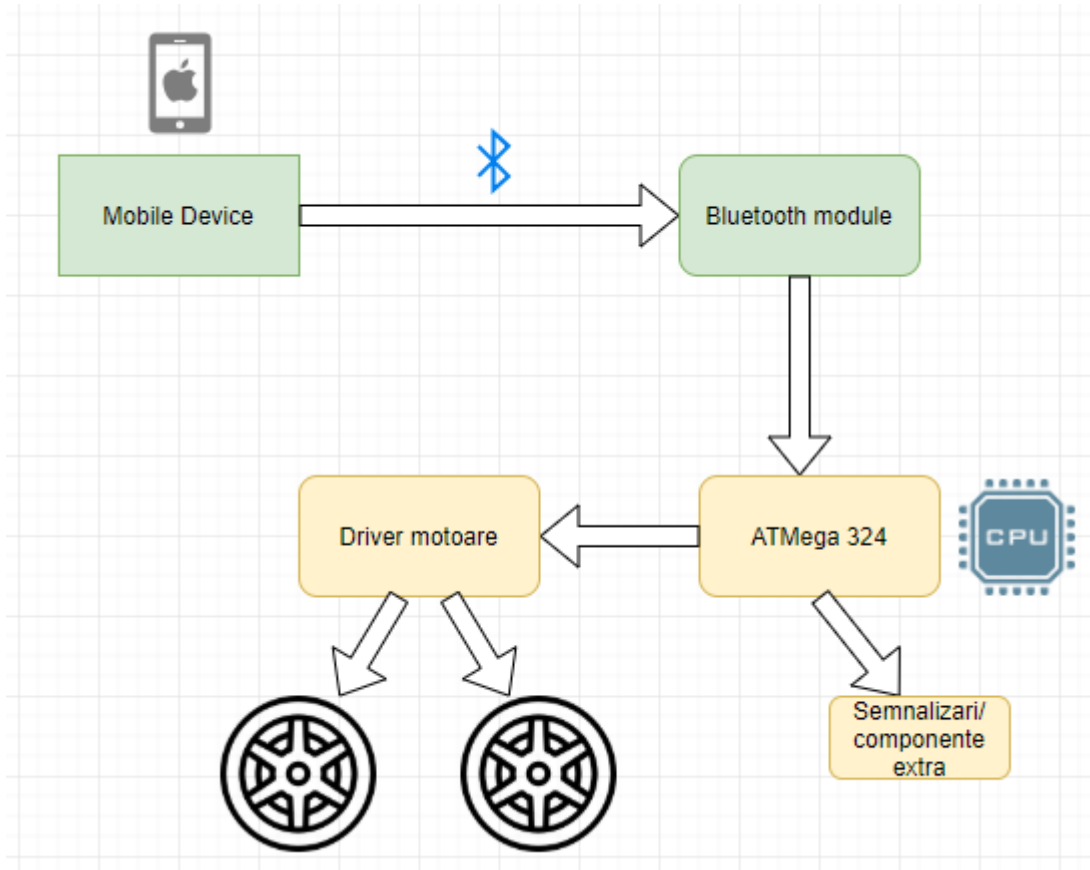 Mobile Device
Bluetooth module
Driver motoare
ATMega 324
CPU
Semnalizari/
componente
extra